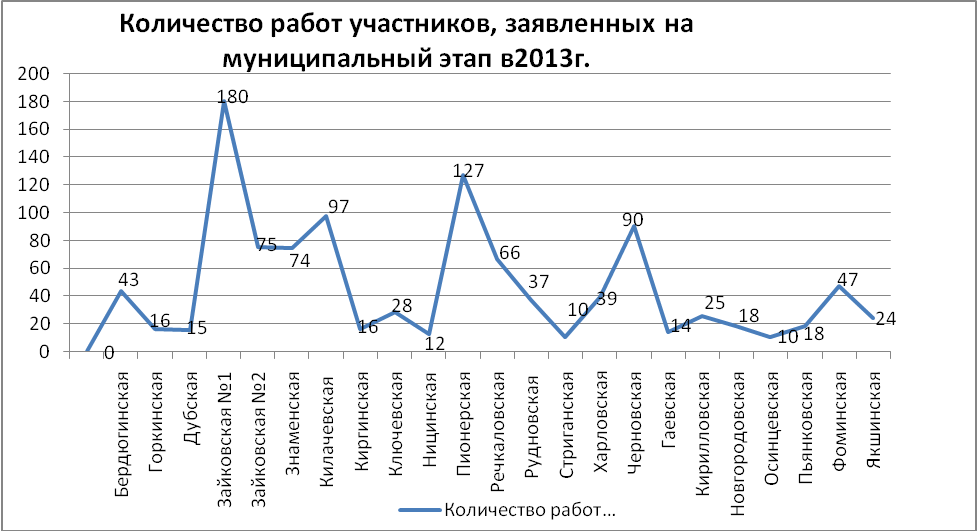 Количество работ участников, заявленных на
муниципальный этап в2013г.
200
180
160
140
120
100
80
60
40
20
0
0
43
16
15
180
75
74
97
16
28
12
127
66
37
10
39
90
14
25
18
10
18
47
24
Бердюгинская
Горкинская
Дубская
Зайковская №1
Зайковская №2
Знаменская
Килачевская
Киргинская
Ключевская
Ницинская
Пионерская
Речкаловская
Рудновская
Стриганская
Харловская
Черновская
Гаевская
Кирилловская
Новгородовская
Осинцевская
Пьянковская
Фоминская
Якшинская
Количество работ...